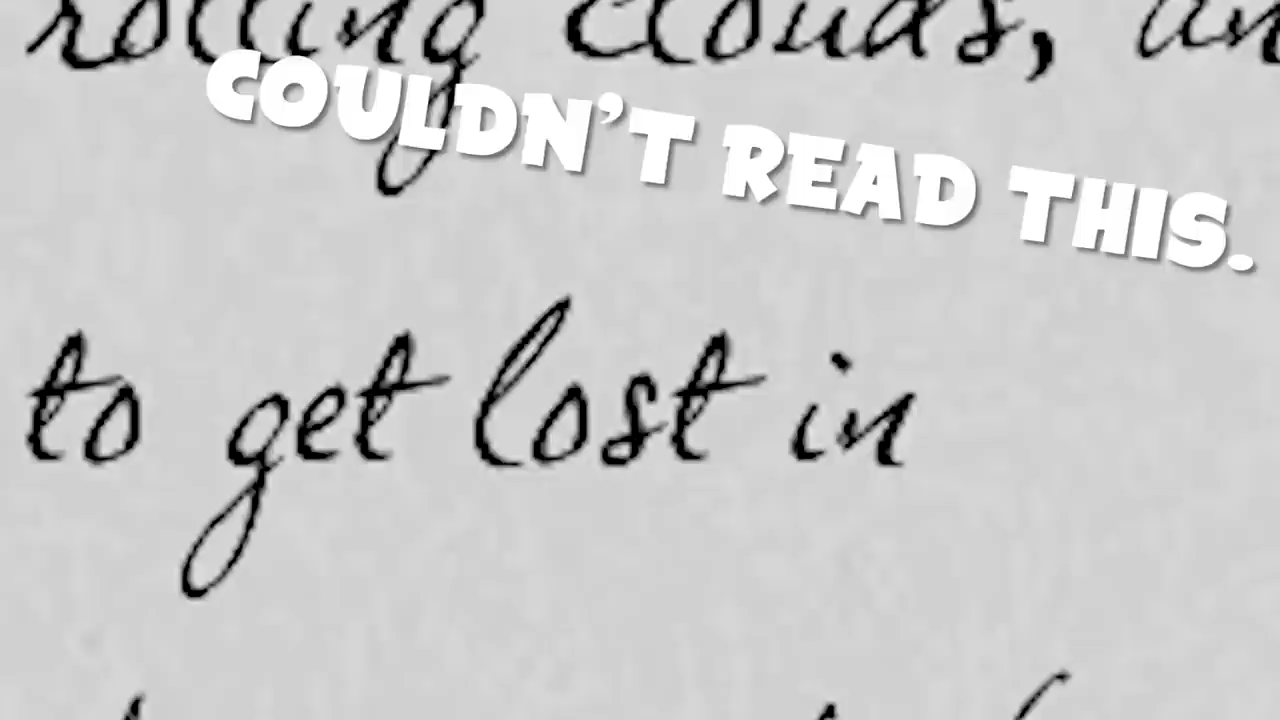 rolling clouds, an
COULDN'T READ THIS.
to get lost in